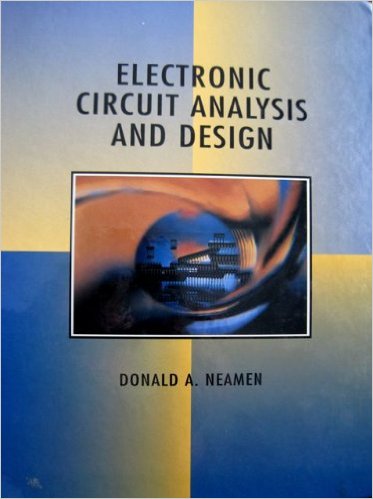 ELECTRONIC
CIRCUIT ANALYSIS
AND DESIGN
DONALD A. NEAMEN